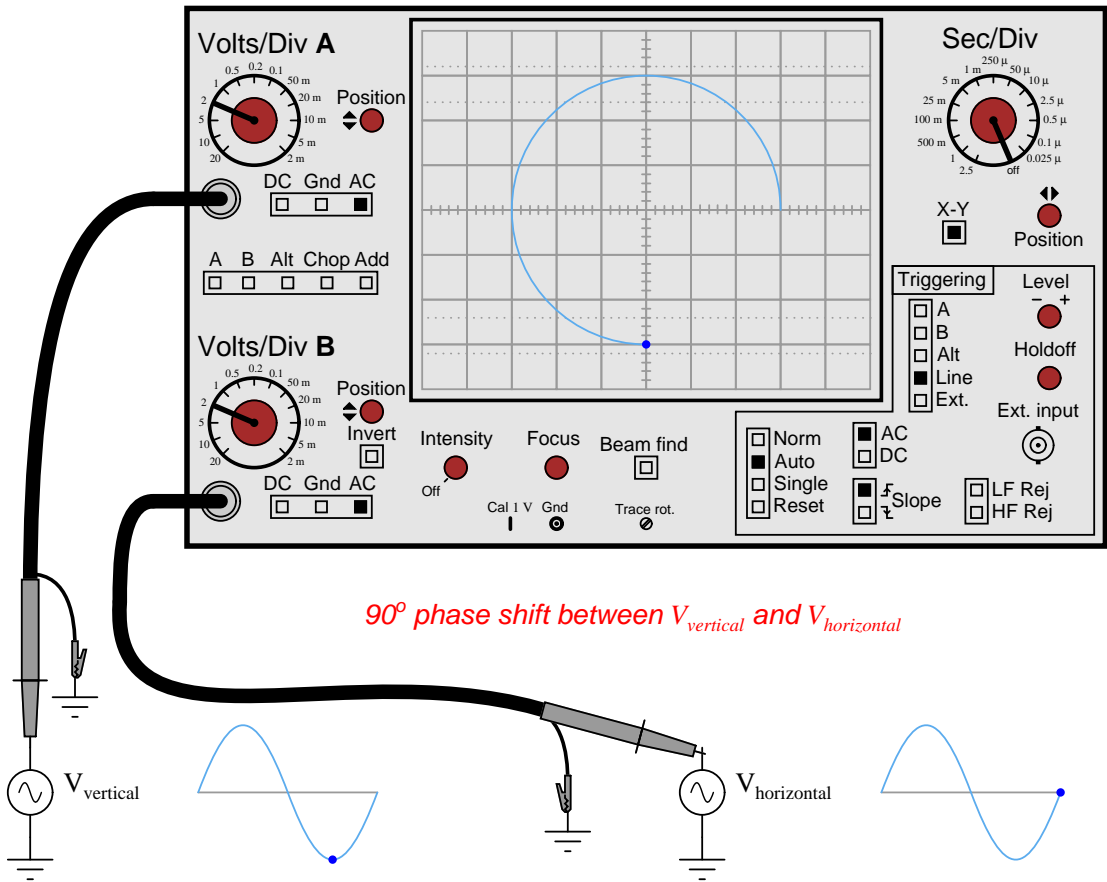 Volts/Div A
20
10
5
2
1
0.5
0.2
0.1
50 m
20 m
10 m
5 m
2 m
Position
DC Gnd AC
A B Alt Chop Add
Volts/Div B
20
10
5
2
1
0.5
0.2
0.1
50 m
20 m
10 m
5 m
2 m
Position
Invert
DC Gnd AC
Intensity
Off
Focus
Beam find
Cal 1 V Gnd
Trace rot.
Sec/Div
2.5
1
500 m
100 m
25 m
5 m
1 m
250 µ
50 µ
10 µ
2.5 µ
0.5 µ
0.1 µ
0.025 µ
off
X-Y
Position
Triggering
A
B
Alt
Line
Ext.
Level
− +
Holdoff
Ext. input
Norm
Auto
Single
Reset
AC
DC
Slope
LF Rej
HF Rej
90o phase shift between Vvertical and Vhorizontal
Vvertical
Vhorizontal